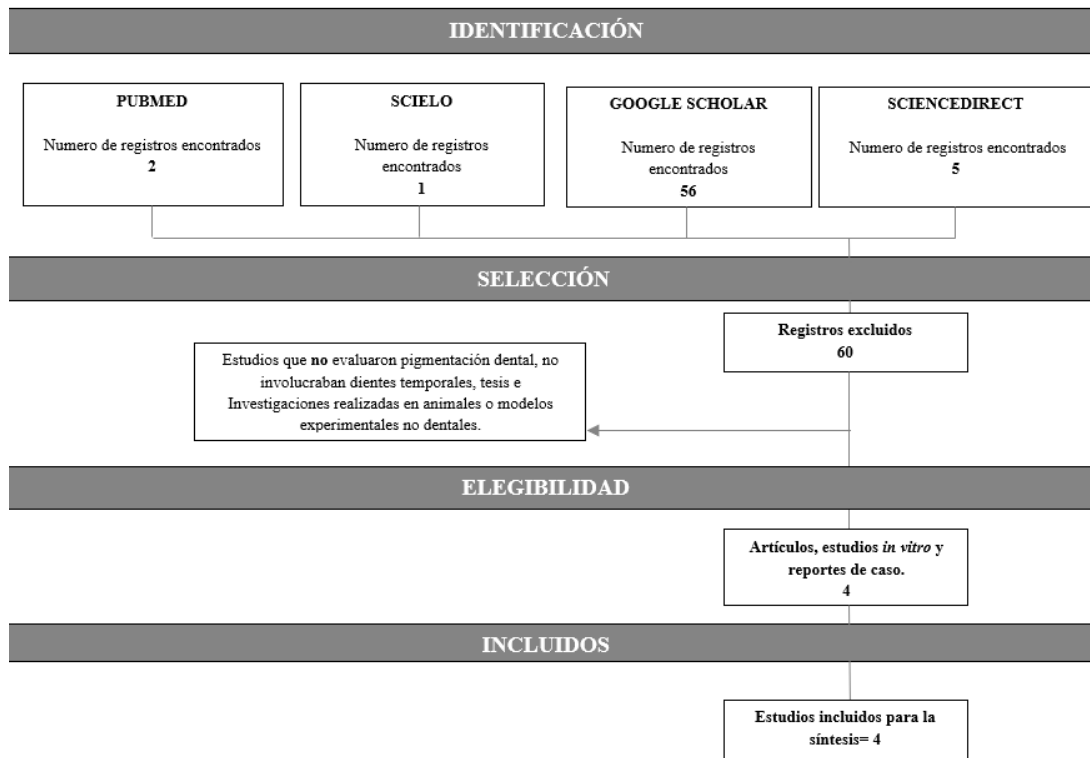 IDENTIFICACIÓN
PUBMED
Numero de registros encontrados
2
SCIELO
Numero de registros
encontrados
1
GOOGLE SCHOLAR
Numero de registros
encontrados
56
SCIENCEDIRECT
Numero de registros encontrados
5
SELECCIÓN
Registros excluidos
60
Estudios que no evaluaron pigmentación dental, no
involucraban dientes temporales, tesis e
Investigaciones realizadas en animales o modelos
experimentales no dentales.
ELEGIBILIDAD
Artículos, estudios in vitro y
reportes de caso.
4
INCLUIDOS
Estudios incluidos para la
síntesis= 4